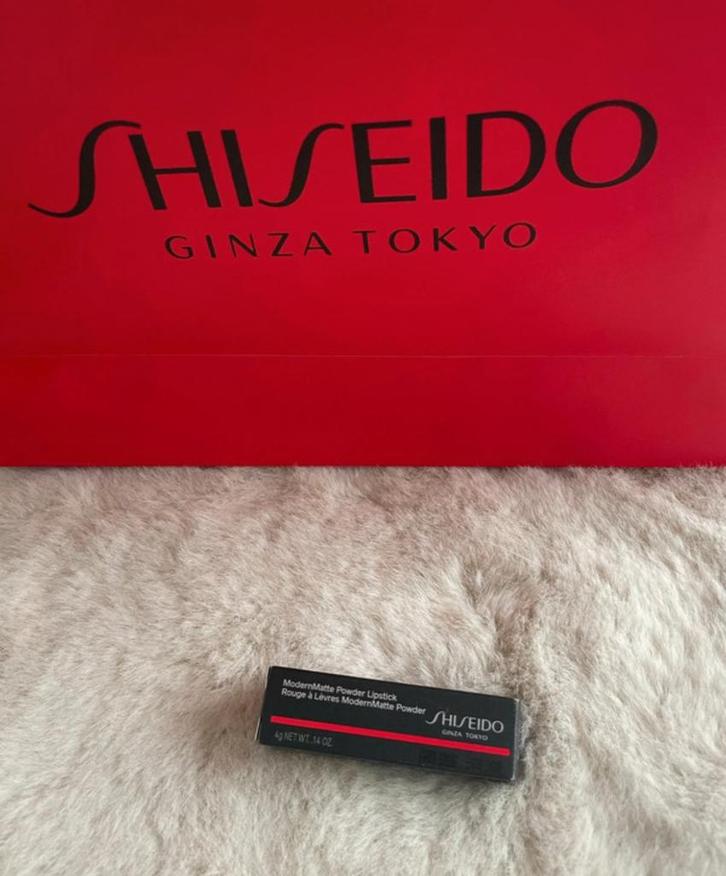 SHISEIDO
GINZA TOKYO
ModernMatte Powder Lipstick
Rouge à Lèvres ModernMatte Powder
SHISEIDO
GINZA TOKYO
4g NET WT. .14 OZ.